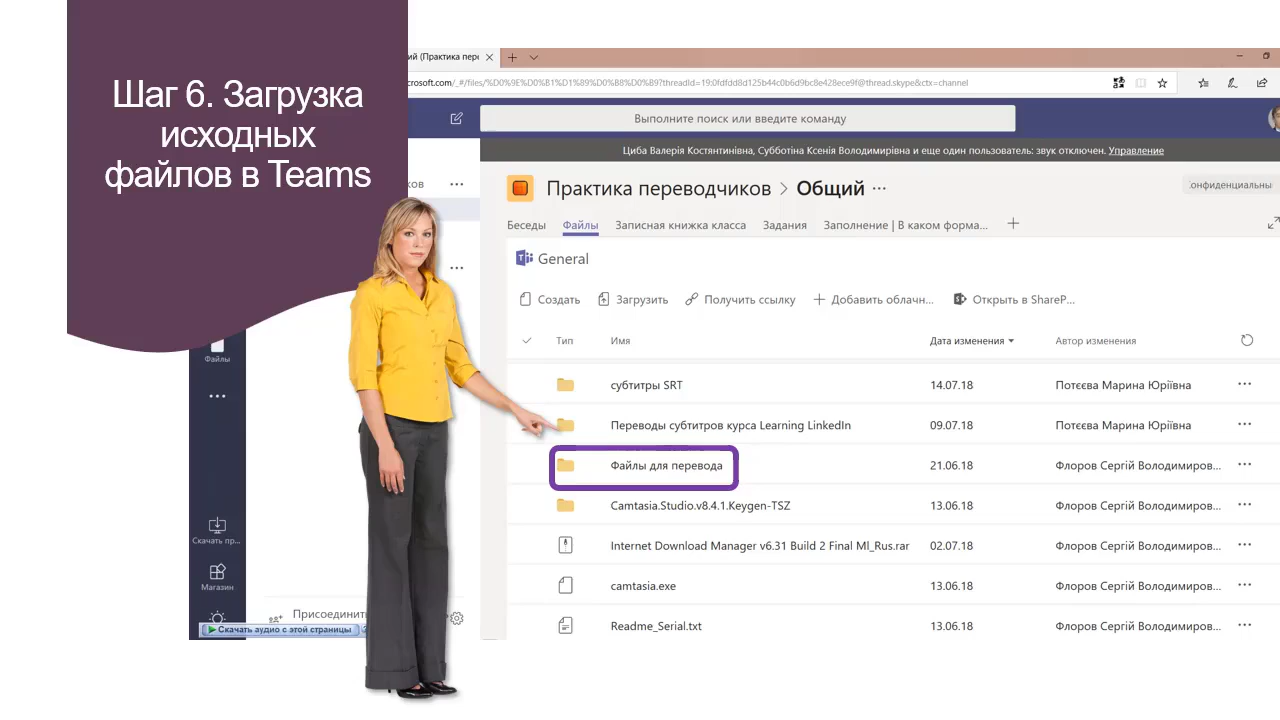 Шаг 6. Загрузка
исходных
файлов в Teams
ий (Практика пер
crosoft.com/_#/files/%D0%9E%D0%B1%D1%89%D0%B8%D0%B9?threadId=19:0fdfdd8d125b44c0b6d9bc8e428ece9f@thread.skype&ctx=channel
Выполните поиск или введите команду
Циба Валерія Костянтинівна, Субботіна Ксенія Володимирівна и еще один пользователь: звук отключен. Управление
ков ...
Практика переводчиков > Общий ...
Конфиденциальны
Беседы Файлы Записная книжка класса Задания Заполнение | В каком форма... +
General
Создать Загрузить Получить ссылку + Добавить облачн... Открыть в ShareP...
Тип Имя Дата изменения Автор изменения
Файлы
субтитры SRT 14.07.18 Потєєва Марина Юріївна ...
Переводы субтитров курса Learning LinkedIn 09.07.18 Потєєва Марина Юріївна ...
Файлы для перевода 21.06.18 Флоров Сергій Володимиров... ...
Camtasia.Studio.v8.4.1.Keygen-TSZ 13.06.18 Флоров Сергій Володимиров... ...
Internet Download Manager v6.31 Build 2 Final Ml_Rus.rar 02.07.18 Флоров Сергій Володимиров... ...
Скачать пр...
camtasia.exe 13.06.18 Флоров Сергій Володимиров... ...
Магазин
Присоединит
Readme_Serial.txt 13.06.18 Флоров Сергій Володимиров... ...
Скачать аудио с этой страницы